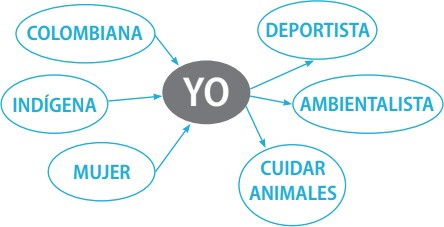 COLOMBIANA
INDÍGENA
MUJER
YO
DEPORTISTA
AMBIENTALISTA
CUIDAR
ANIMALES